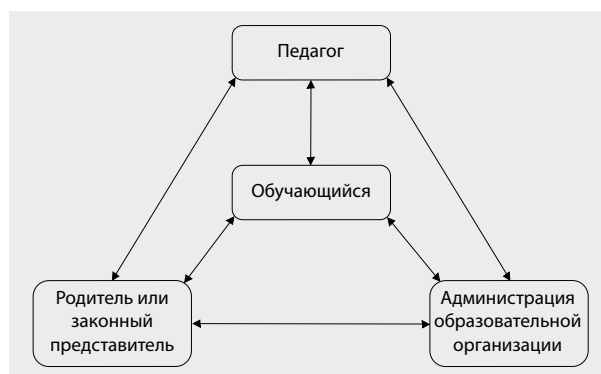 Педагог
Обучающийся
Родитель или
законный
представитель
Администрация
образовательной
организации